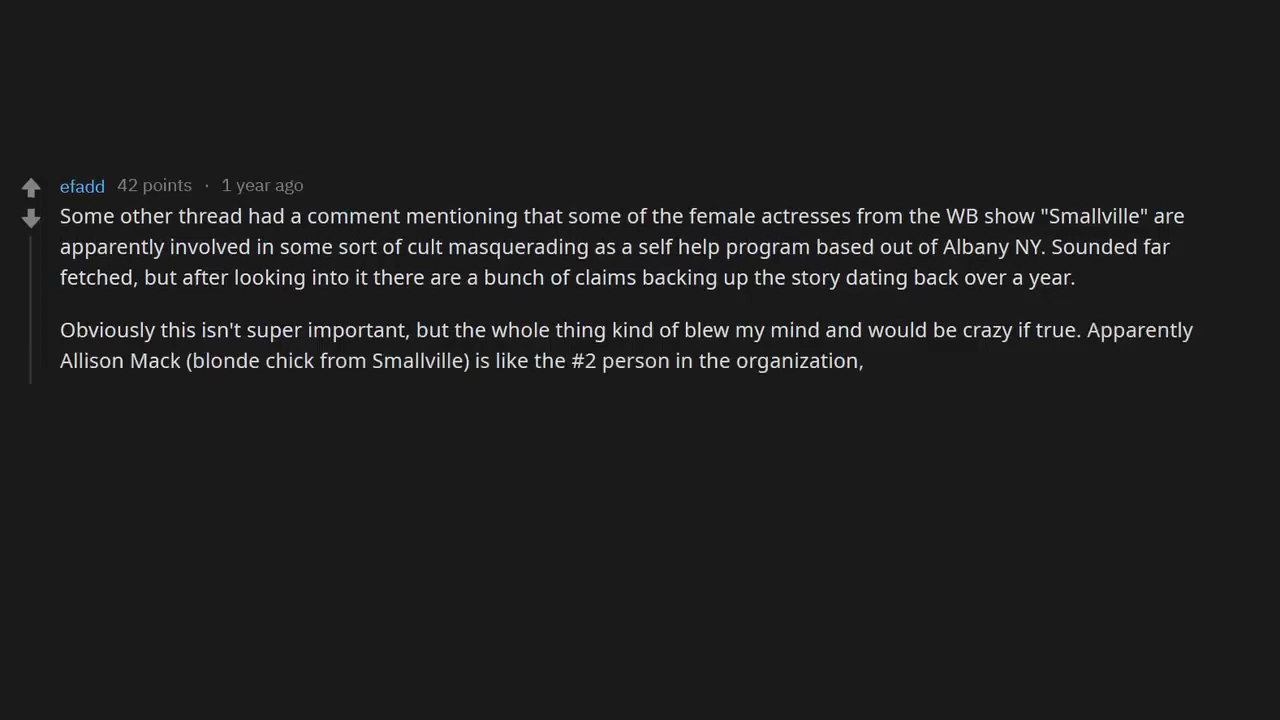 efadd 42 points · 1 year ago
Some other thread had a comment mentioning that some of the female actresses from the WB show "Smallville" are
apparently involved in some sort of cult masquerading as a self help program based out of Albany NY. Sounded far
fetched, but after looking into it there are a bunch of claims backing up the story dating back over a year.
Obviously this isn't super important, but the whole thing kind of blew my mind and would be crazy if true. Apparently
Allison Mack (blonde chick from Smallville) is like the #2 person in the organization,